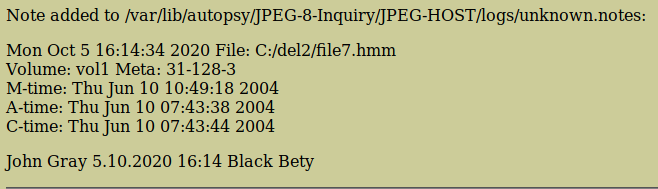 Note added to /var/lib/autopsy/JPEG-8-Inquiry/JPEG-HOST/logs/unknown.notes:
Mon Oct 5 16:14:34 2020 File: C:/del2/file7.hmm
Volume: vol1 Meta: 31-128-3
M-time: Thu Jun 10 10:49:18 2004
A-time: Thu Jun 10 07:43:38 2004
C-time: Thu Jun 10 07:43:44 2004
John Gray 5.10.2020 16:14 Black Bety